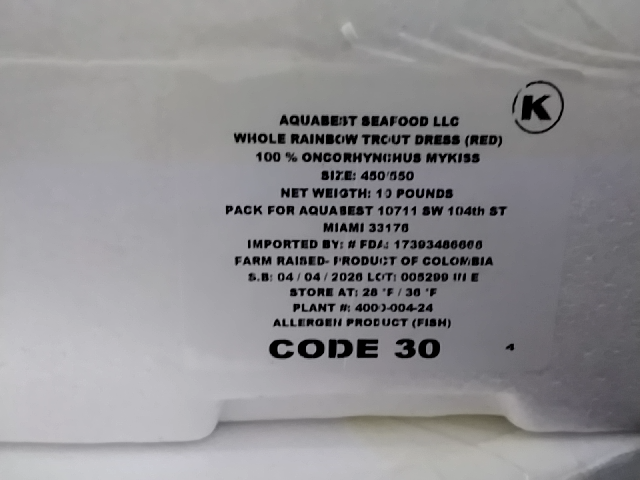 K
AQUABEST SEAFOOD LLC
WHOLE RAINBOW TROUT DRESS (RED)
100 % ONCORHYNCHUS MYKISS
SIZE: 450/550
NET WEIGTH: 10 POUNDS
PACK FOR AQUABEST 10711 SW 104th ST
MIAMI 33176
IMPORTED BY: # FDA: 17393486666
FARM RAISED- PRODUCT OF COLOMBIA
S.B: 04 / 04 / 2026 LOT: 005299
STORE AT: 28 °F / 36 °F
PLANT #: 4000-004-24
ALLERGEN PRODUCT (FISH)
CODE 30 4